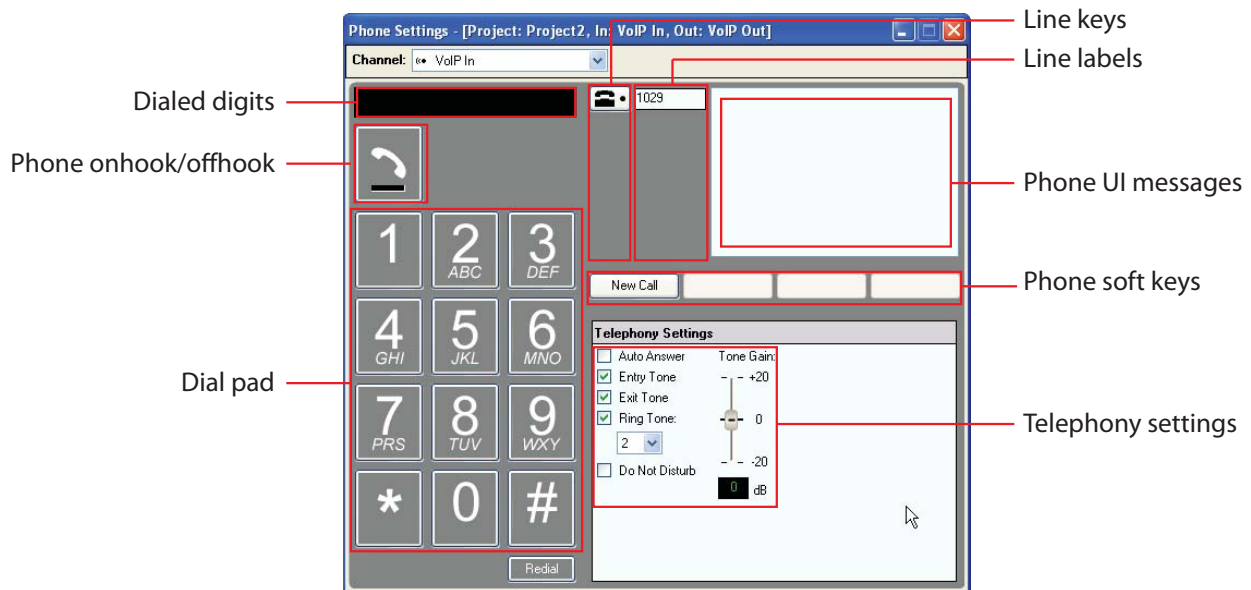 Line keys
Phone Settings - [Project: Project2, In: VoIP In, Out: VoIP Out]
Channel: VoIP In
Line labels
Dialed digits
1029
Phone onhook/offhook
Phone UI messages
1
2 ABC
3 DEF
New Call
Phone soft keys
4 GHI
5 JKL
6 MNO
Telephony Settings
Auto Answer
Tone Gain:
Entry Tone
+20
Exit Tone
Ring Tone:
0
2
Do Not Disturb
-20
0 dB
Telephony settings
Dial pad
7 PRS
8 TUV
9 WXY
*
0
#
Redial